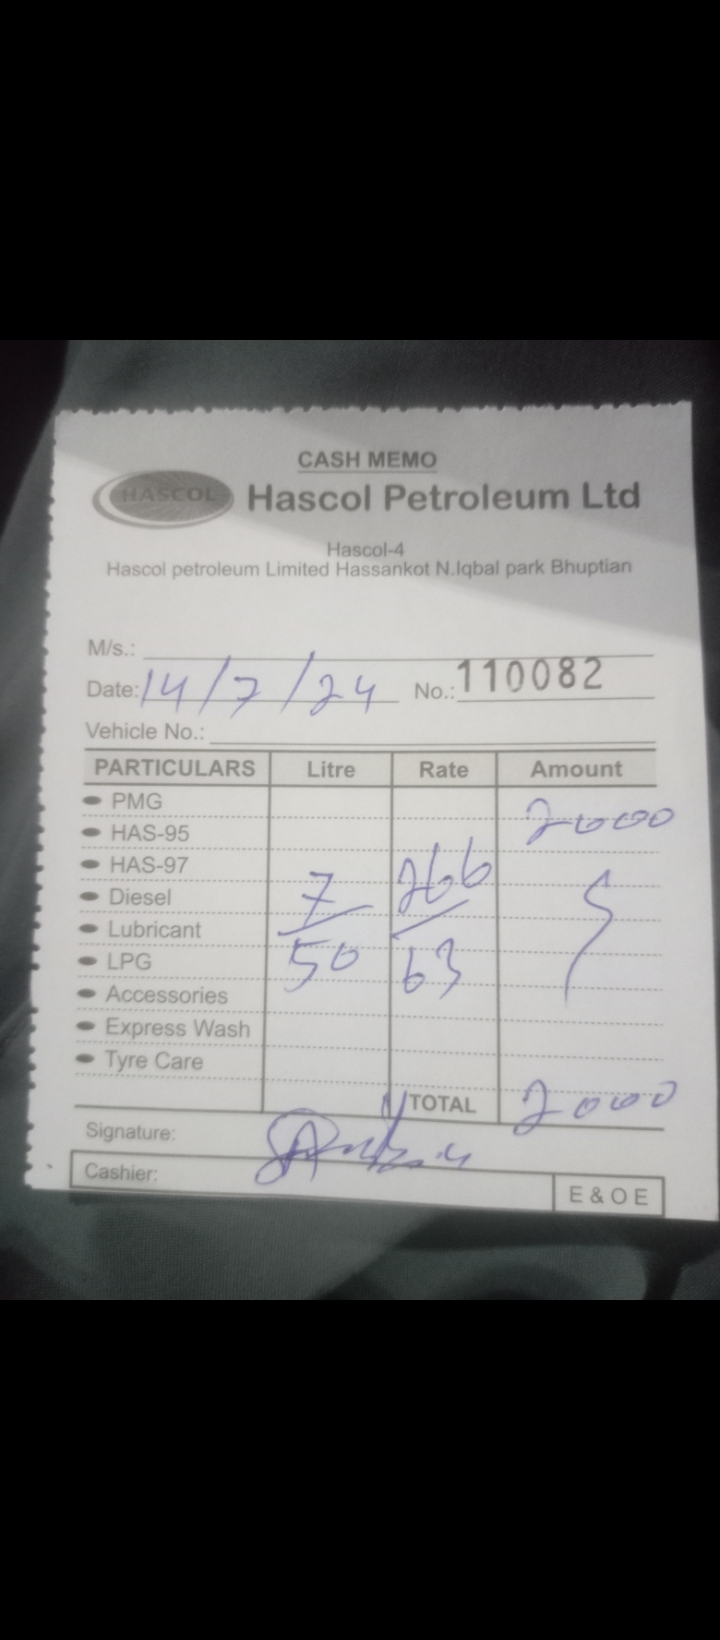 CASH MEMO
HASCOL Hascol Petroleum Ltd
Hascol-4
Hascol petroleum Limited Hassankot N.Iqbal park Bhuptian
M/s.:
Date: 14/7/24 No.: 110082
Vehicle No.:
PARTICULARS Litre Rate Amount
PMG 2000
HAS-95
HAS-97
Diesel 7 266
Lubricant
LPG 50 63
Accessories
Express Wash
Tyre Care
TOTAL 2000
Signature:
Cashier:
E & O E